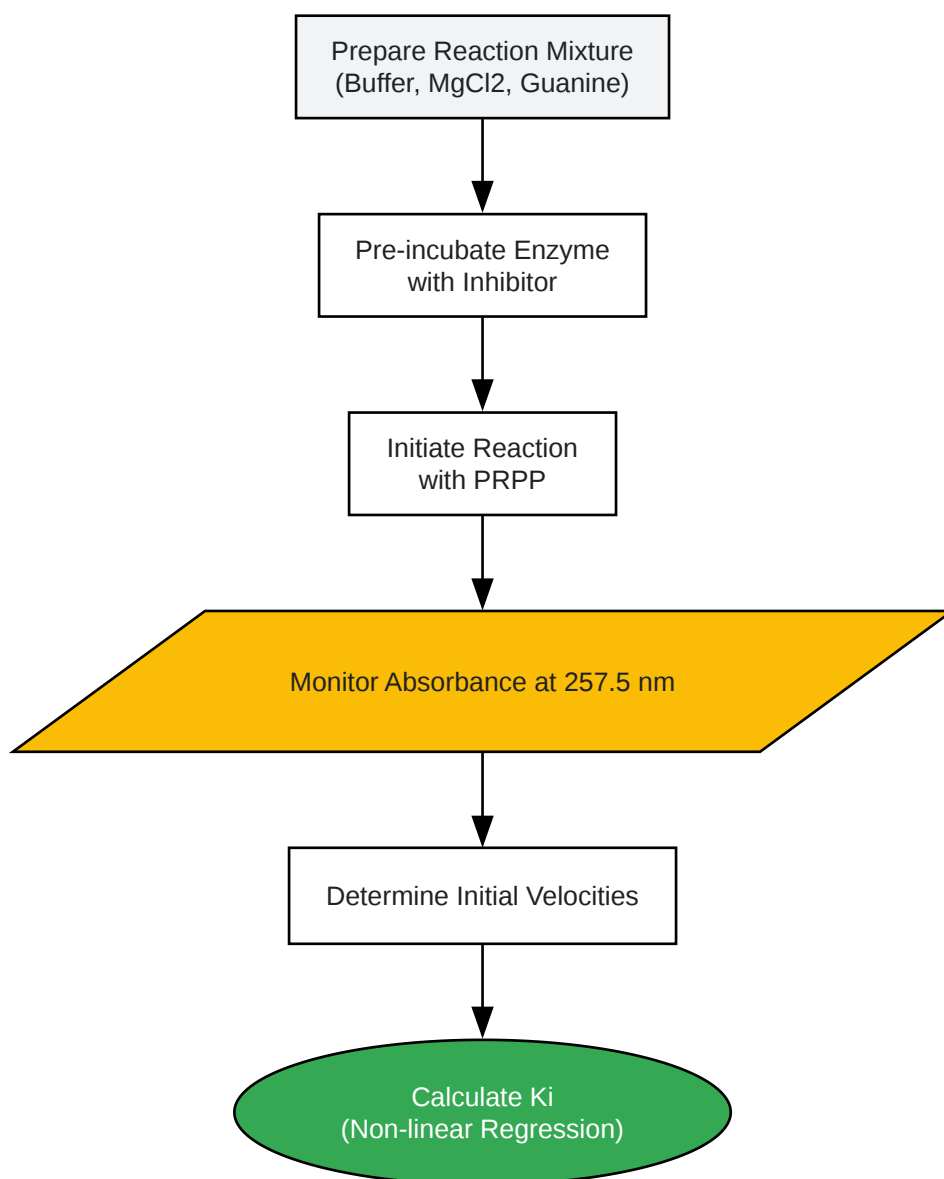 Prepare Reaction Mixture
(Buffer, MgCl2, Guanine)
Pre-incubate Enzyme
with Inhibitor
Initiate Reaction
with PRPP
Monitor Absorbance at 257.5 nm
Determine Initial Velocities
Calculate Ki
(Non-linear Regression)